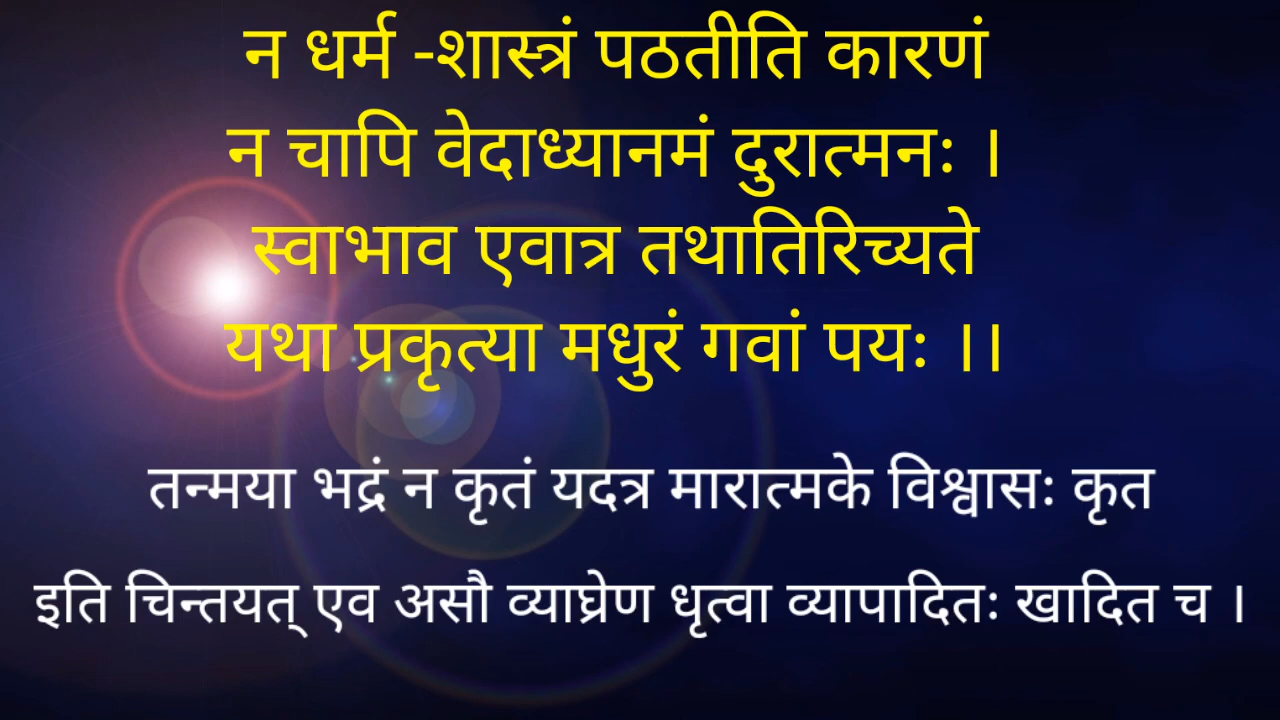 न धर्म -शास्त्रं पठतीति कारणं
न चापि वेदाध्यानमं दुरात्मनः ।
स्वाभाव एवात्र तथातिरिच्यते
यथा प्रकृत्या मधुरं गवां पयः ।।
तन्मया भद्रं न कृतं यदत्र मारात्मके विश्वासः कृत
इति चिन्तयत् एव असौ व्याघ्रेण धृत्वा व्यापादितः खादित च ।